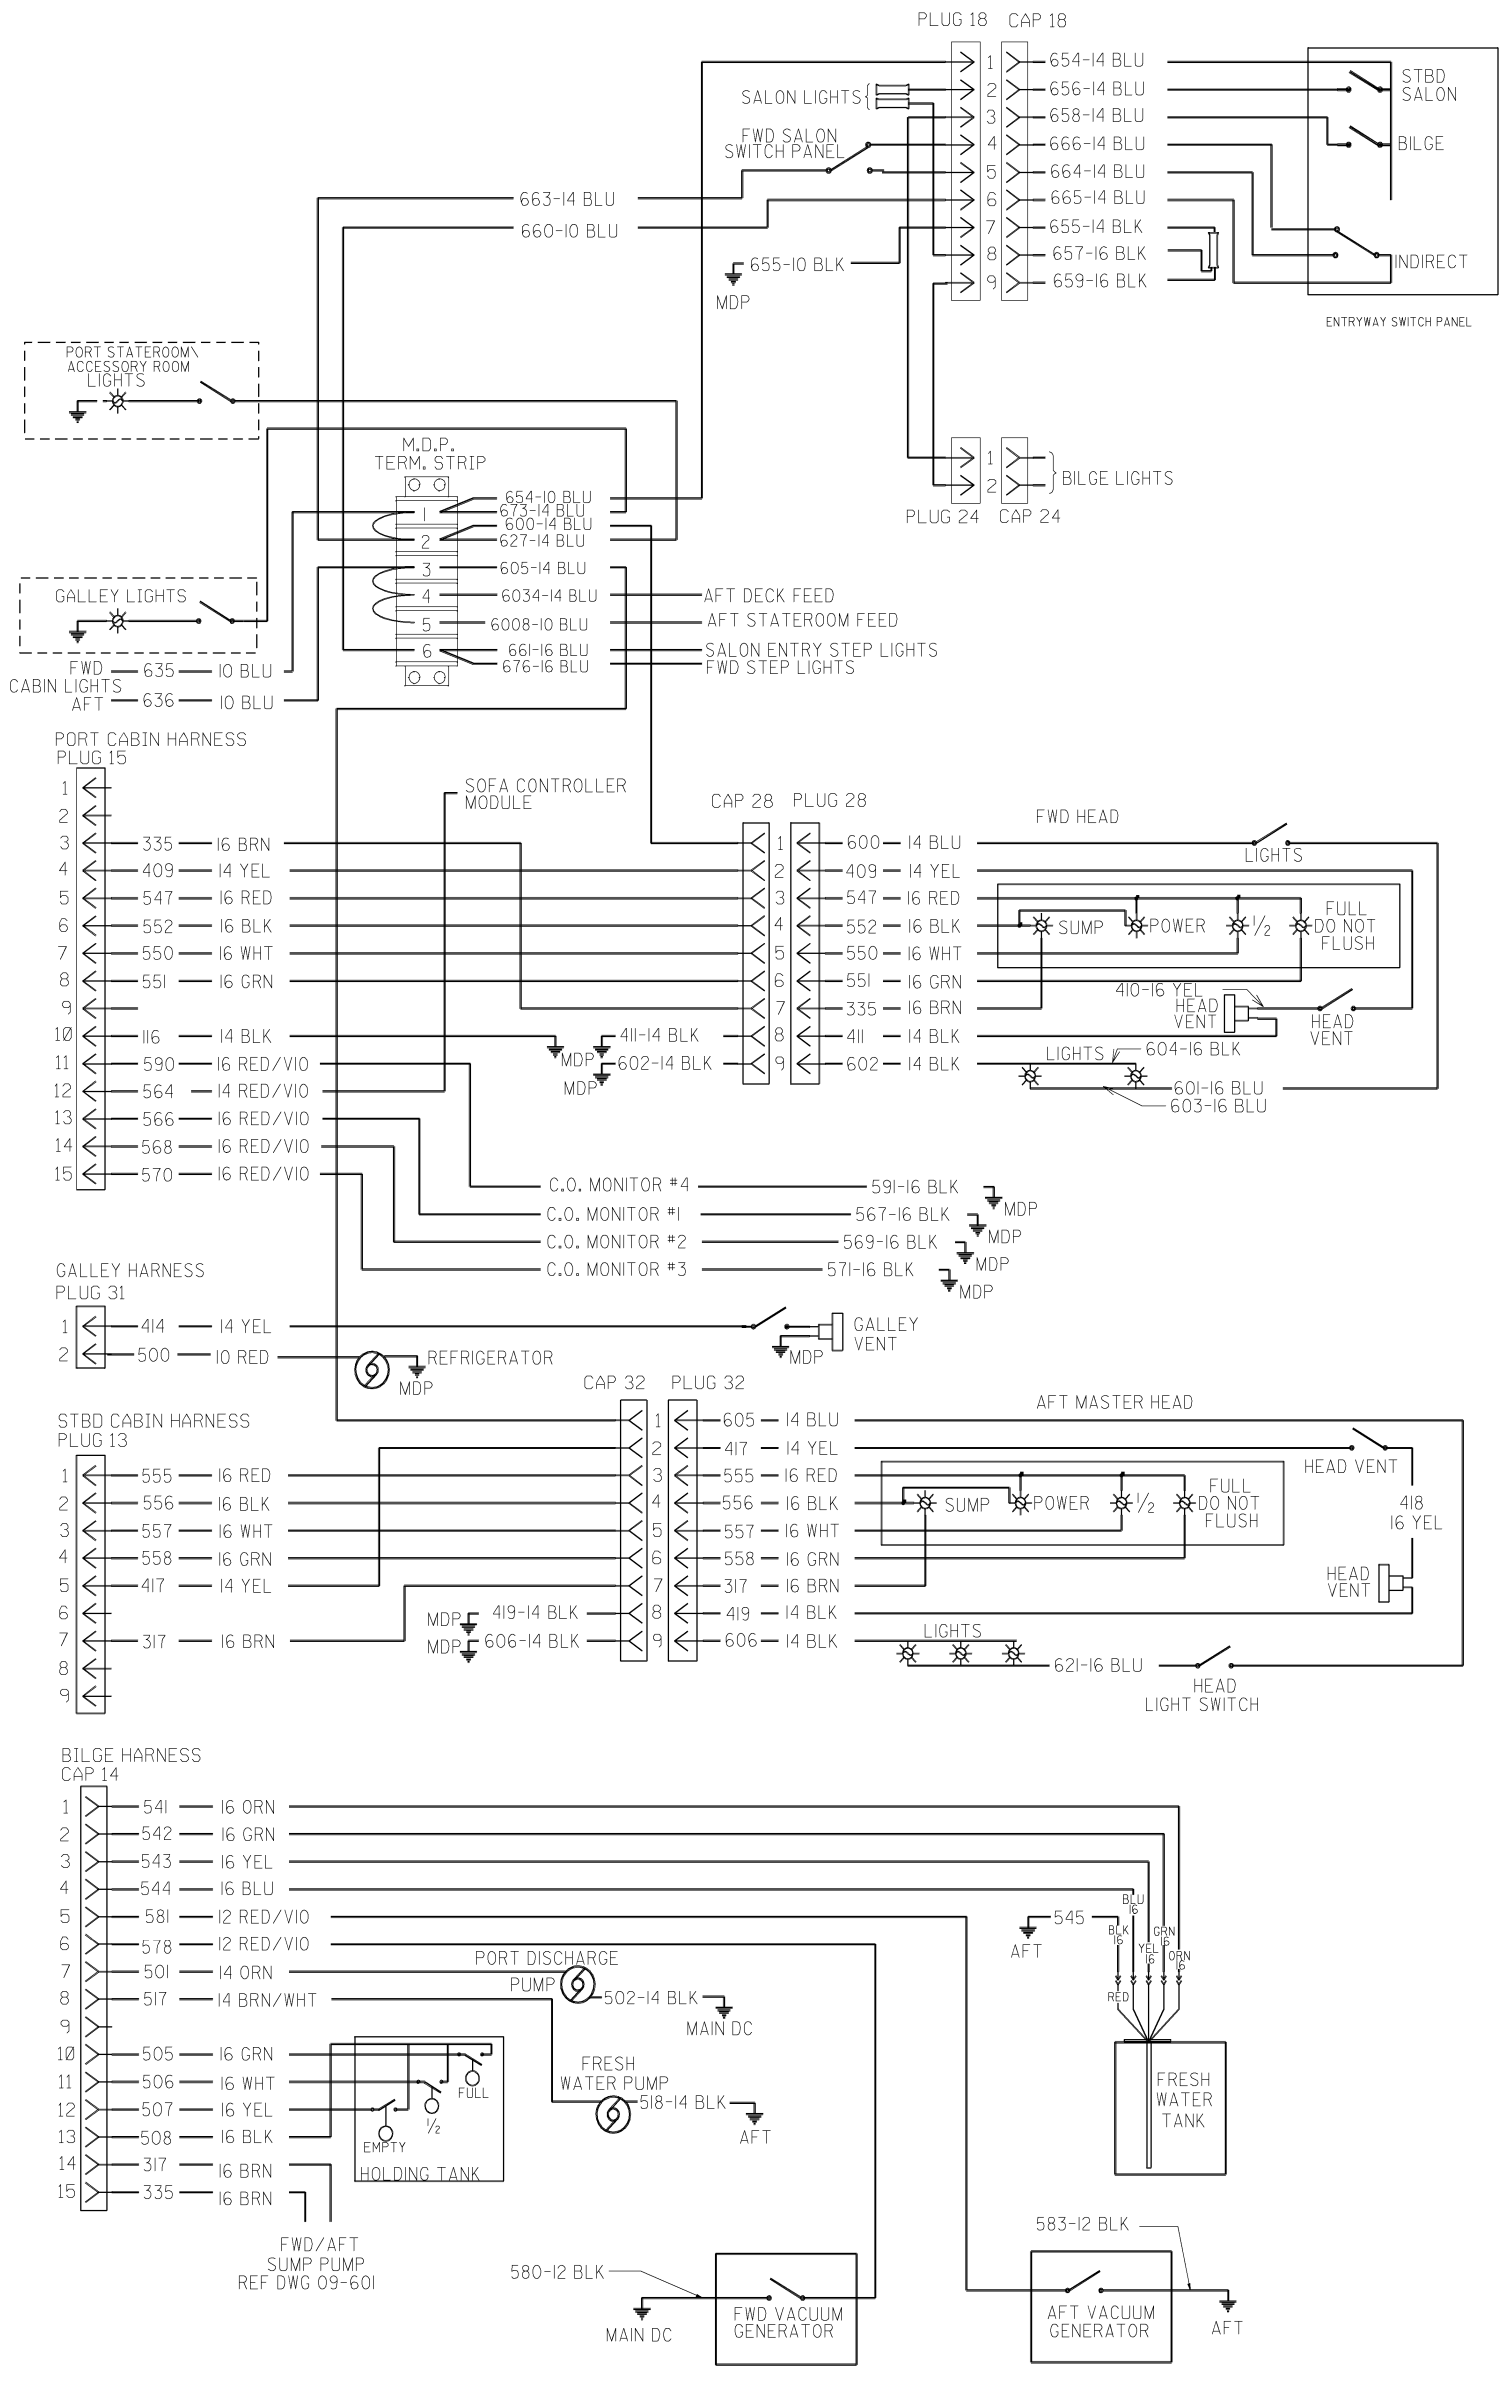 PLUG 18 CAP 18
1 654-14 BLU
2 656-14 BLU
3 658-14 BLU
4 666-14 BLU
5 664-14 BLU
6 665-14 BLU
7 655-14 BLK
8 657-16 BLK
9 659-16 BLK
STBD
SALON
BILGE
INDIRECT
ENTRYWAY SWITCH PANEL
SALON LIGHTS
FWD SALON
SWITCH PANEL
663-14 BLU
660-10 BLU
655-10 BLK
MDP
PORT STATEROOM\
ACCESSORY ROOM
LIGHTS
M.D.P.
TERM. STRIP
1
2
3
4
5
6
654-10 BLU
673-14 BLU
600-14 BLU
627-14 BLU
605-14 BLU
6034-14 BLU
6008-10 BLU
661-16 BLU
676-16 BLU
AFT DECK FEED
AFT STATEROOM FEED
SALON ENTRY STEP LIGHTS
FWD STEP LIGHTS
1
2
BILGE LIGHTS
PLUG 24 CAP 24
GALLEY LIGHTS
FWD 635 10 BLU
CABIN LIGHTS
AFT 636 10 BLU
PORT CABIN HARNESS
PLUG 15
1
2
3 335 16 BRN
4 409 14 YEL
5 547 16 RED
6 552 16 BLK
7 550 16 WHT
8 551 16 GRN
9
10 116 14 BLK
11 590 16 RED/VIO
12 564 14 RED/VIO
13 566 16 RED/VIO
14 568 16 RED/VIO
15 570 16 RED/VIO
SOFA CONTROLLER
MODULE
MDP
411-14 BLK
602-14 BLK
MDP
CAP 28 PLUG 28
1 600 14 BLU
2 409 14 YEL
3 547 16 RED
4 552 16 BLK
5 550 16 WHT
6 551 16 GRN
7 335 16 BRN
8 411 14 BLK
9 602 14 BLK
FWD HEAD
LIGHTS
SUMP
POWER
1/2
FULL
DO NOT
FLUSH
410-16 YEL
HEAD
VENT
HEAD
VENT
LIGHTS
604-16 BLK
601-16 BLU
603-16 BLU
C.O. MONITOR #4 591-16 BLK MDP
C.O. MONITOR #1 567-16 BLK MDP
C.O. MONITOR #2 569-16 BLK MDP
C.O. MONITOR #3 571-16 BLK MDP
GALLEY HARNESS
PLUG 31
1 414 14 YEL
2 500 10 RED
REFRIGERATOR
MDP
MDP
GALLEY
VENT
STBD CABIN HARNESS
PLUG 13
1 555 16 RED
2 556 16 BLK
3 557 16 WHT
4 558 16 GRN
5 417 14 YEL
6
7 317 16 BRN
8
9
MDP 419-14 BLK
MDP 606-14 BLK
CAP 32 PLUG 32
1 605 14 BLU
2 417 14 YEL
3 555 16 RED
4 556 16 BLK
5 557 16 WHT
6 558 16 GRN
7 317 16 BRN
8 419 14 BLK
9 606 14 BLK
AFT MASTER HEAD
HEAD VENT
SUMP
POWER
1/2
FULL
DO NOT
FLUSH
418
16 YEL
HEAD
VENT
LIGHTS
621-16 BLU
HEAD
LIGHT SWITCH
BILGE HARNESS
CAP 14
1 541 16 ORN
2 542 16 GRN
3 543 16 YEL
4 544 16 BLU
5 581 12 RED/VIO
6 578 12 RED/VIO
7 501 14 ORN
8 517 14 BRN/WHT
9
10 505 16 GRN
11 506 16 WHT
12 507 16 YEL
13 508 16 BLK
14 317 16 BRN
15 335 16 BRN
PORT DISCHARGE
PUMP
502-14 BLK
MAIN DC
FRESH
WATER PUMP
518-14 BLK
AFT
FULL
1/2
EMPTY
HOLDING TANK
FWD/AFT
SUMP PUMP
REF DWG 09-601
545
AFT
BLU
16
BLK
16
YEL
16
GRN
16
ORN
16
RED
FRESH
WATER
TANK
580-12 BLK
MAIN DC
FWD VACUUM
GENERATOR
583-12 BLK
AFT VACUUM
GENERATOR
AFT